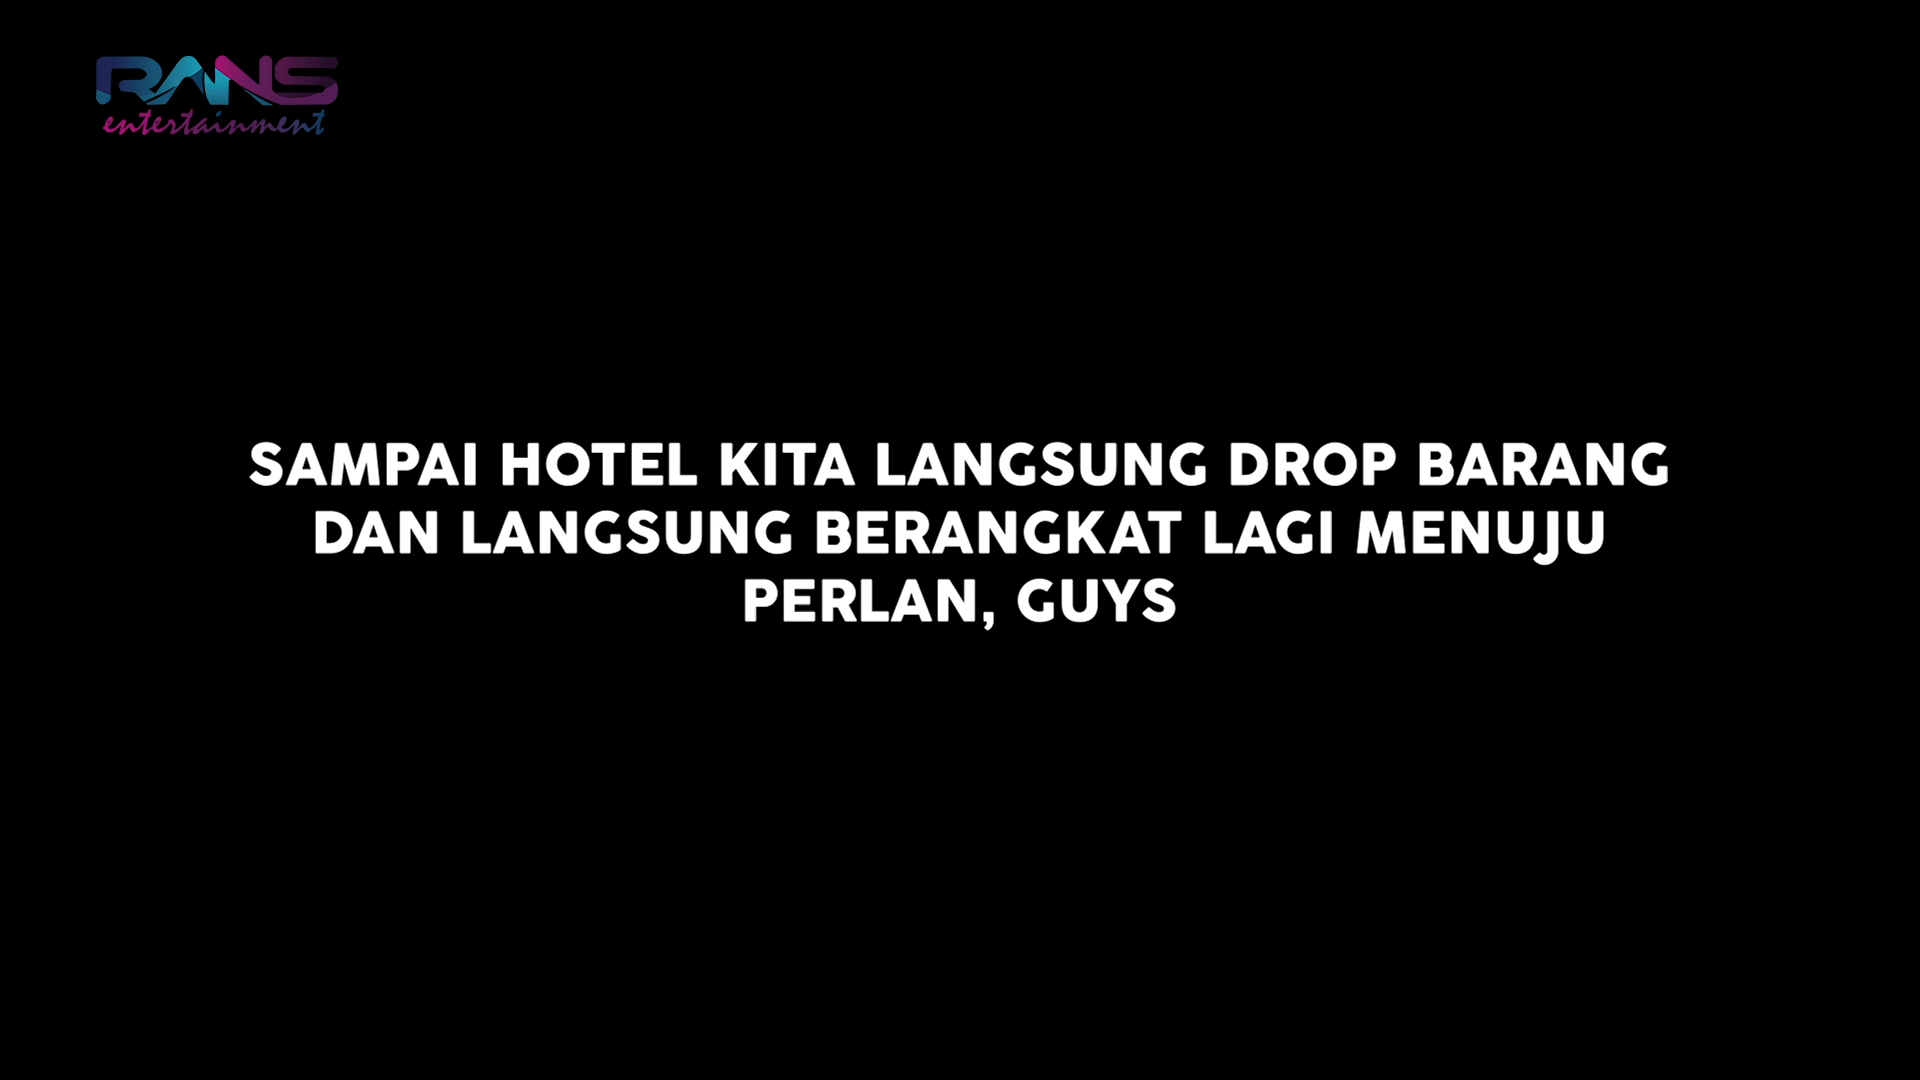 RANS
entertainment
SAMPAI HOTEL KITA LANGSUNG DROP BARANG
DAN LANGSUNG BERANGKAT LAGI MENUJU
PERLAN, GUYS